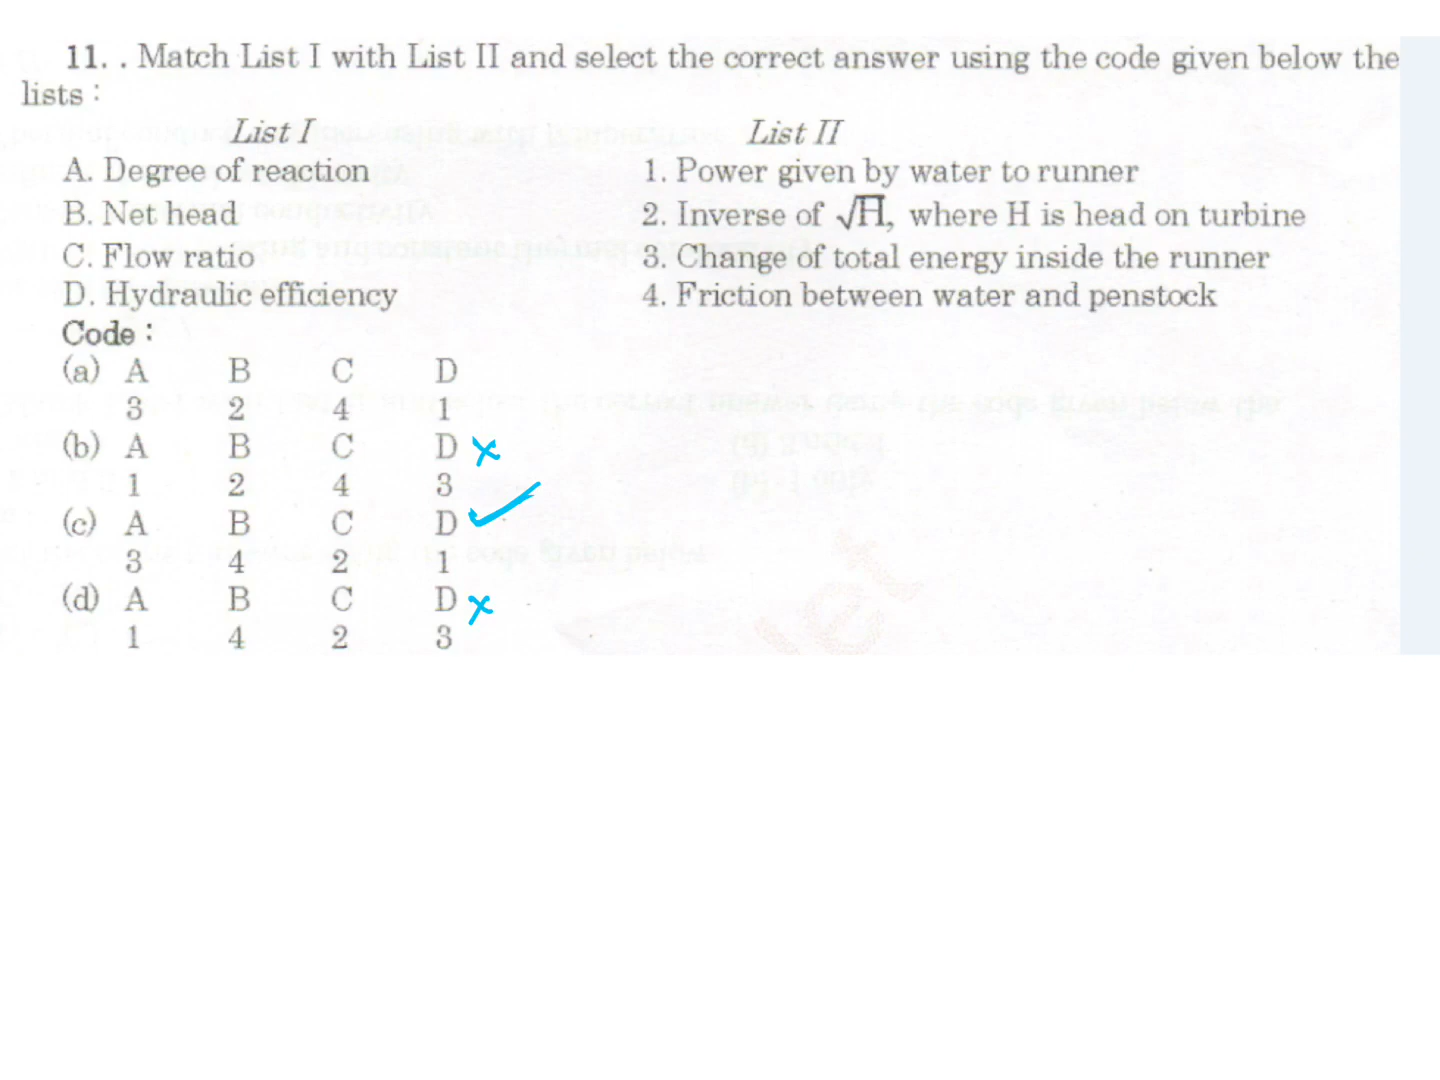 11. . Match List I with List II and select the correct answer using the code given below the
lists :
List I List II
A. Degree of reaction 1. Power given by water to runner
B. Net head 2. Inverse of √H, where H is head on turbine
C. Flow ratio 3. Change of total energy inside the runner
D. Hydraulic efficiency 4. Friction between water and penstock
Code :
(a) A B C D
3 2 4 1
(b) A B C D
1 2 4 3
(c) A B C D
3 4 2 1
(d) A B C D
1 4 2 3